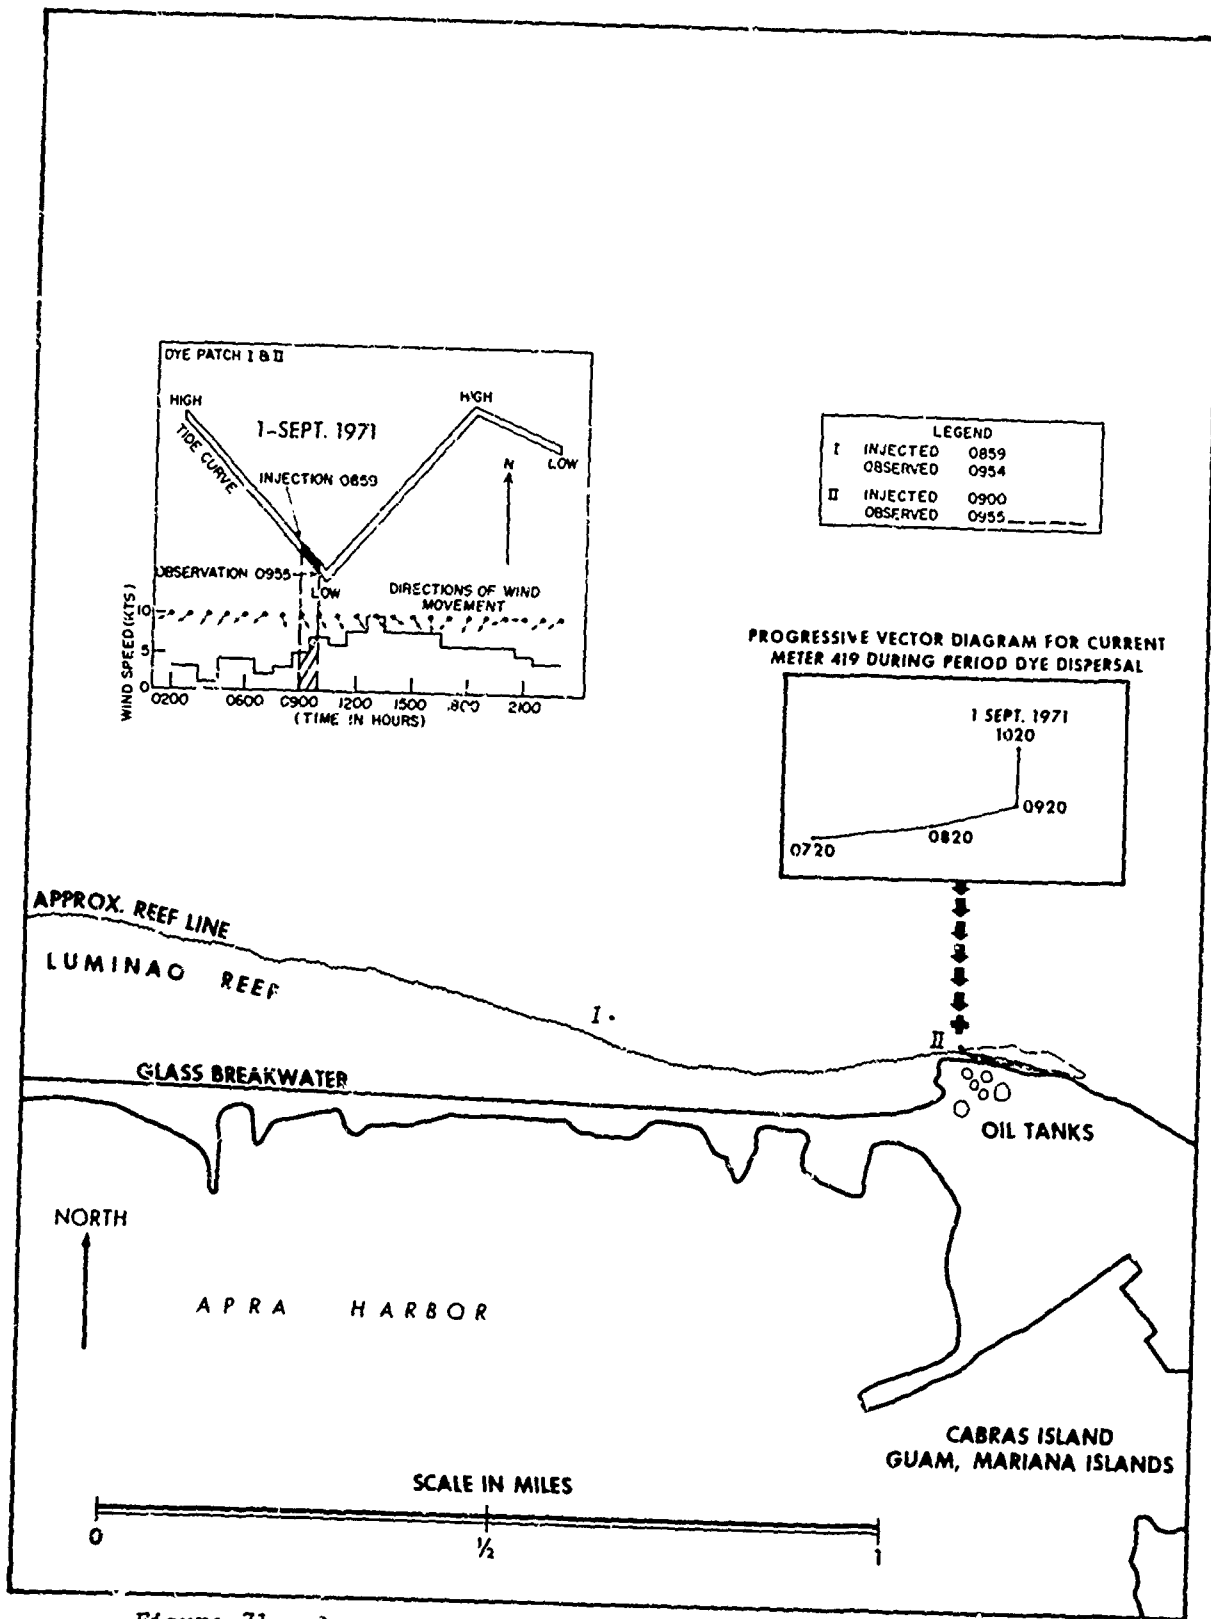 DYE PATCH I & II
HIGH
HIGH
TIDE CURVE
1-SEPT. 1971
N
LOW
INJECTION 0859
OBSERVATION 0955
LOW
DIRECTIONS OF WIND
MOVEMENT
WIND SPEED (KTS)
10
5
0
0200 0600 0900 1200 1500 1800 2100
(TIME IN HOURS)
LEGEND
I INJECTED 0859
OBSERVED 0954
II INJECTED 0900
OBSERVED 0955
PROGRESSIVE VECTOR DIAGRAM FOR CURRENT
METER 419 DURING PERIOD DYE DISPERSAL
1 SEPT. 1971
1020
0920
0820
0720
APPROX. REEF LINE
LUMINAO REEF
I
II
GLASS BREAKWATER
OIL TANKS
NORTH
APRA HARBOR
CABRAS ISLAND
GUAM, MARIANA ISLANDS
SCALE IN MILES
0 ½ 1
Figure 71